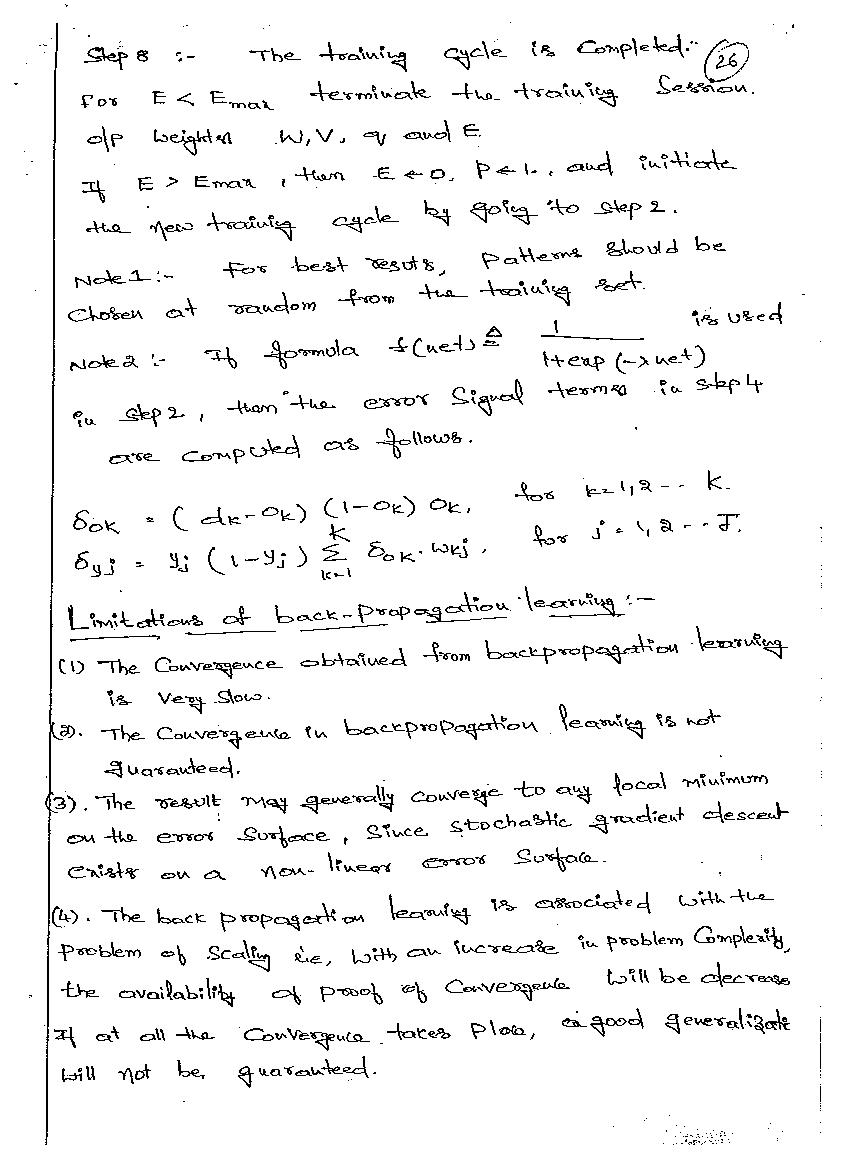 Step 8 :- The training cycle is Completed.
26
For E < Emax terminate the training Session.
o/p weights W, V, q and E
If E > Emax, then E ← 0, P ← 1, and initiate
the new training cycle by going to step 2.
Note 1:- For best resuts, patterns should be
Chosen at random from the training set.
Note 2 :- If formula f(net) ≜ 1/(1+exp(-λnet)) is used
in step 2, then the error Signal terms in step 4
are computed as follows.
δok = (dk-ok) (1-ok) ok, for k=1,2 -- K.
δyj = yj (1-yj) Σ_{k=1}^{K} δok. wkj, for j = 1, 2 -- J.
Limitations of back-propagation learning :-
(1) The Convergence obtained from backpropagation learning
is very slow.
(2). The Convergence in backpropagation learning is not
guaranteed.
(3). The result may generally converge to any local minimum
on the error surface, since stochastic gradient descent
exists on a non-linear error surface.
(4). The back propagation learning is associated with the
problem of scaling i.e, with an increase in problem Complexity,
the availability of proof of Convergence will be decrease
If at all the Convergence takes place, a good generalizati
will not be, guaranteed.